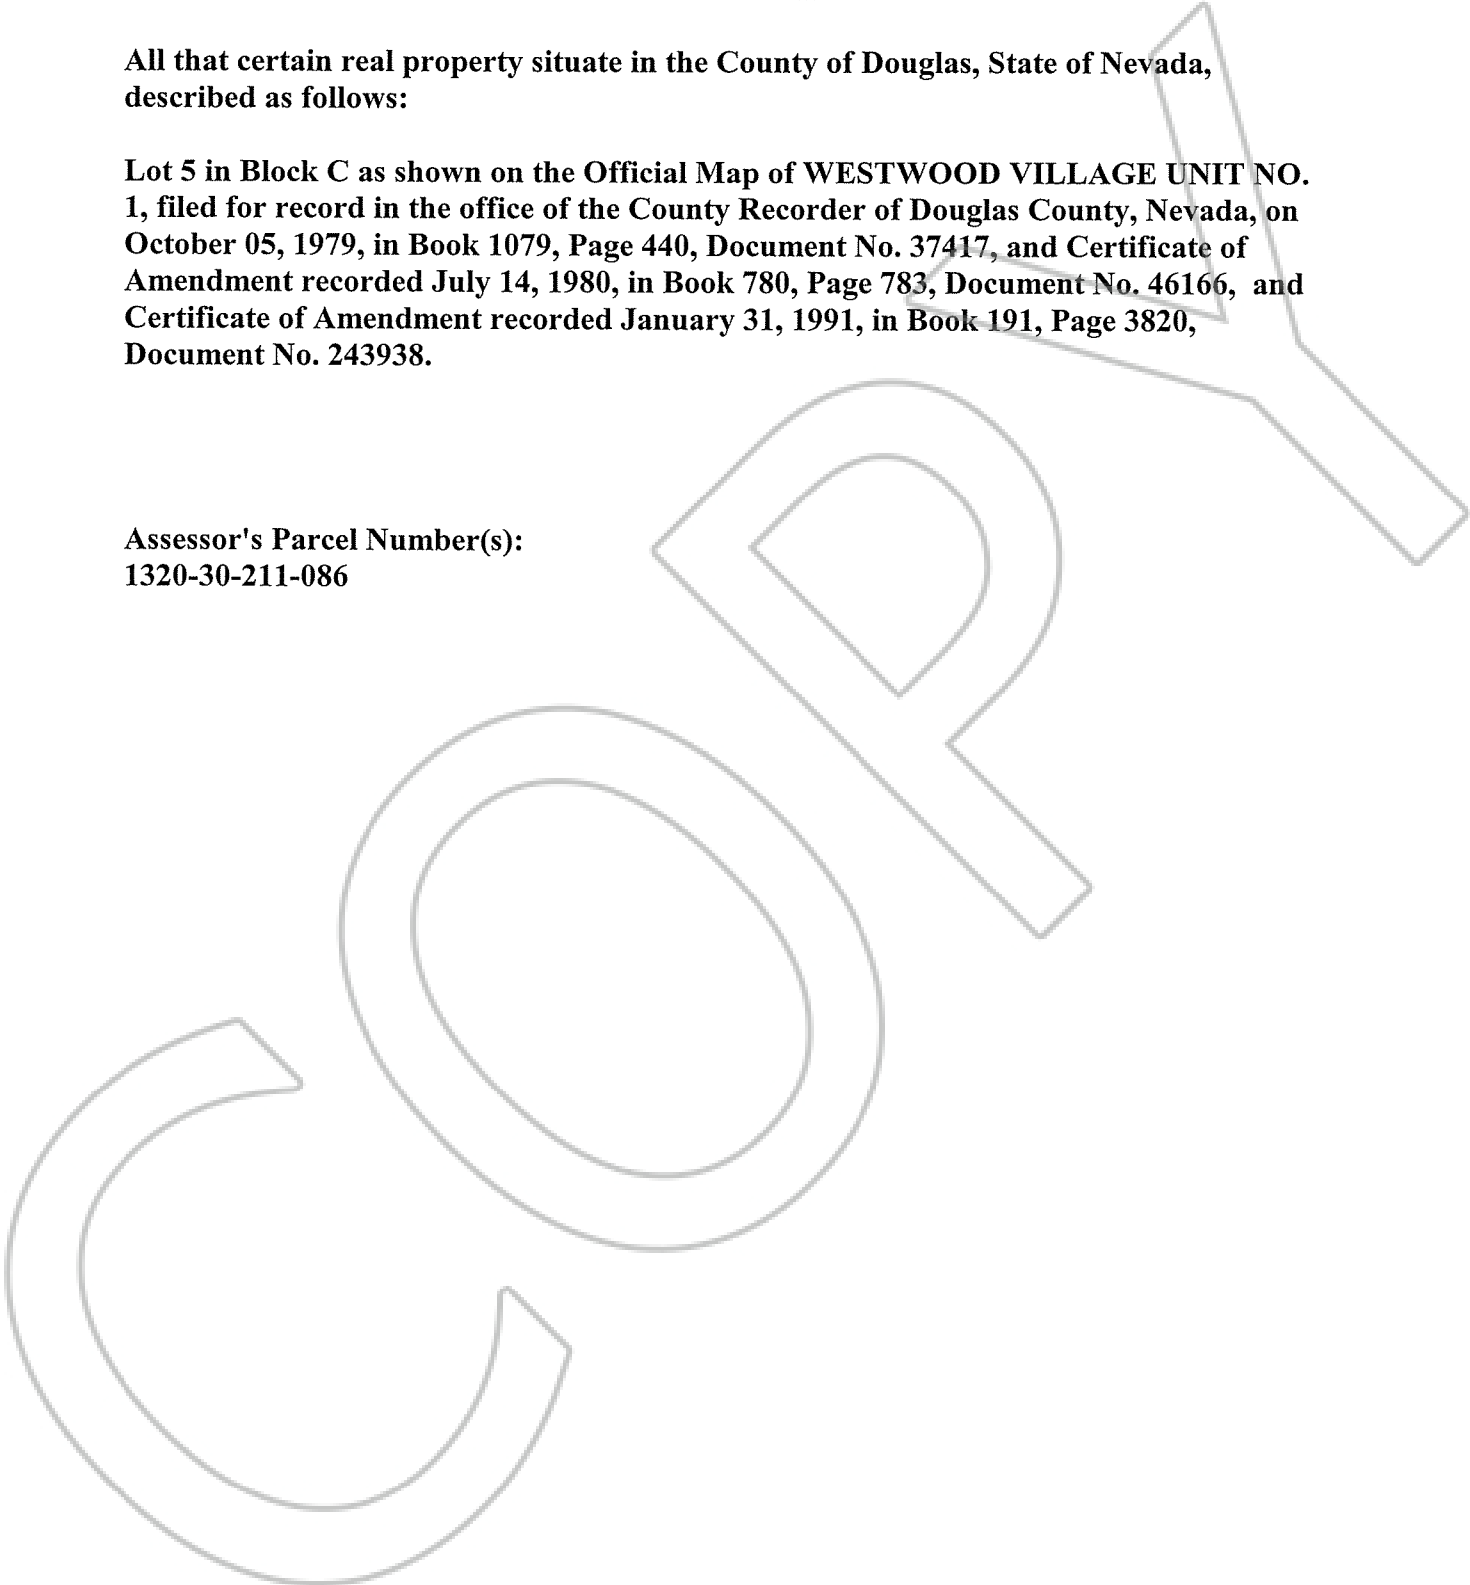 All that certain real property situate in the County of Douglas, State of Nevada,
described as follows:
Lot 5 in Block C as shown on the Official Map of WESTWOOD VILLAGE UNIT NO.
1, filed for record in the office of the County Recorder of Douglas County, Nevada, on
October 05, 1979, in Book 1079, Page 440, Document No. 37417, and Certificate of
Amendment recorded July 14, 1980, in Book 780, Page 783, Document No. 46166,  and
Certificate of Amendment recorded January 31, 1991, in Book 191, Page 3820,
Document No. 243938.
Assessor's Parcel Number(s):
1320-30-211-086
COPY